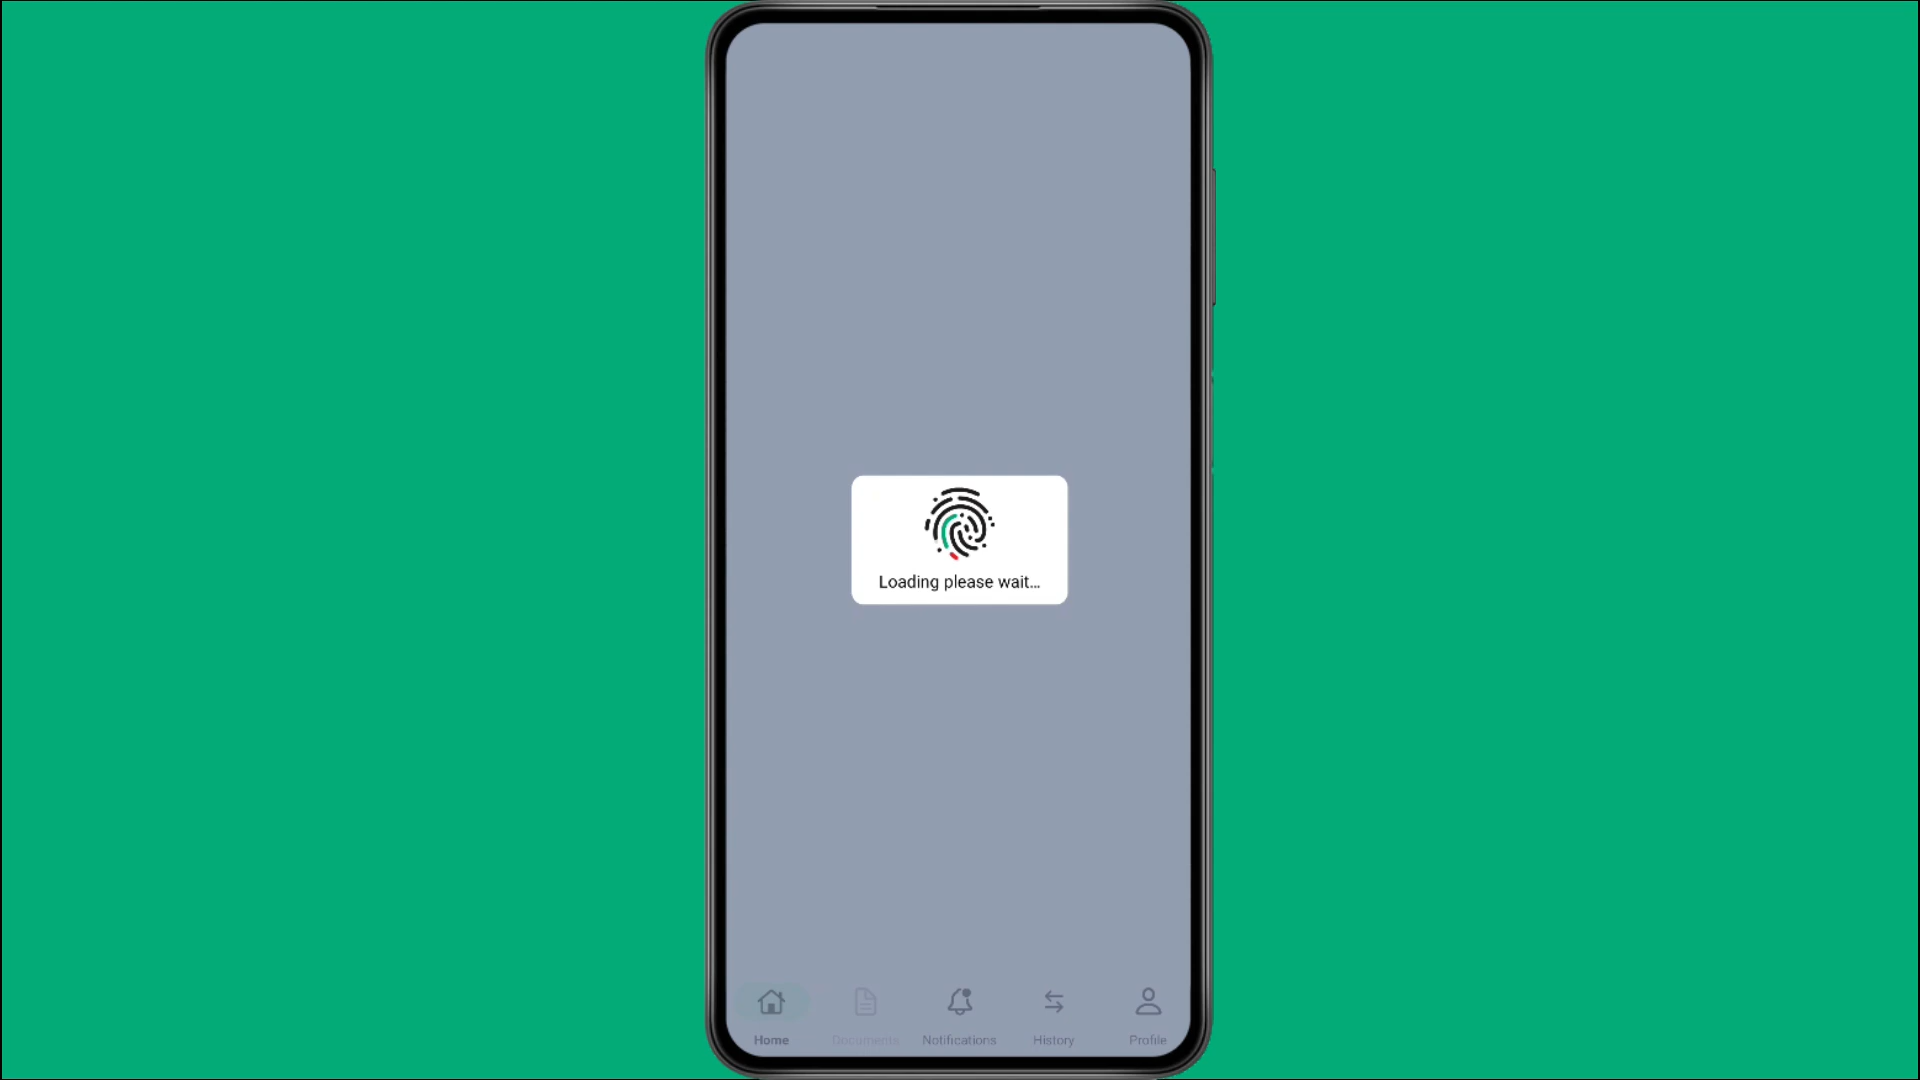 Loading please wait...
Home
Documents
Notifications
History
Profile